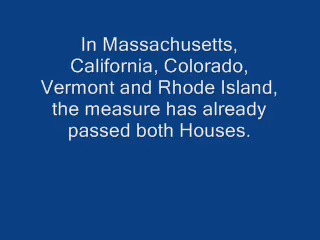 In Massachusetts,
California, Colorado,
Vermont and Rhode Island,
the measure has already
passed both Houses.